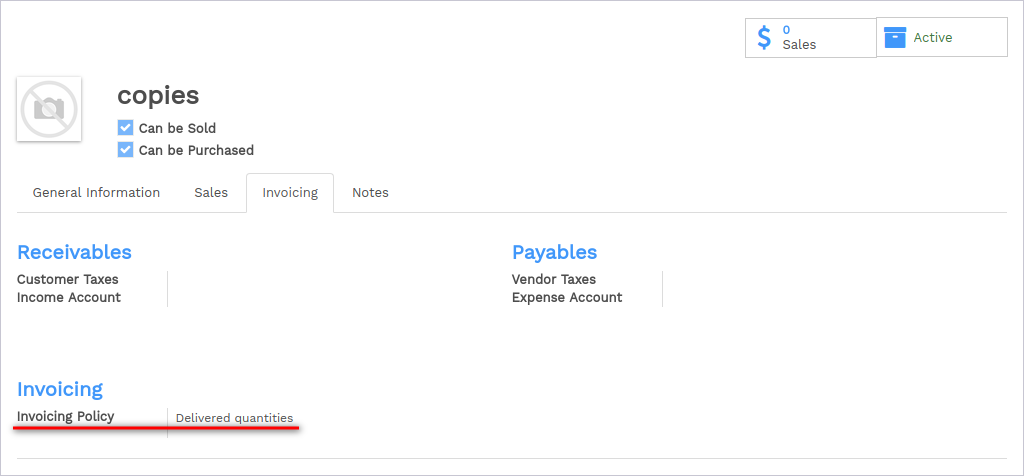 0
Sales
Active
copies
Can be Sold
Can be Purchased
General Information Sales Invoicing Notes
Receivables
Customer Taxes
Income Account
Payables
Vendor Taxes
Expense Account
Invoicing
Invoicing Policy Delivered quantities